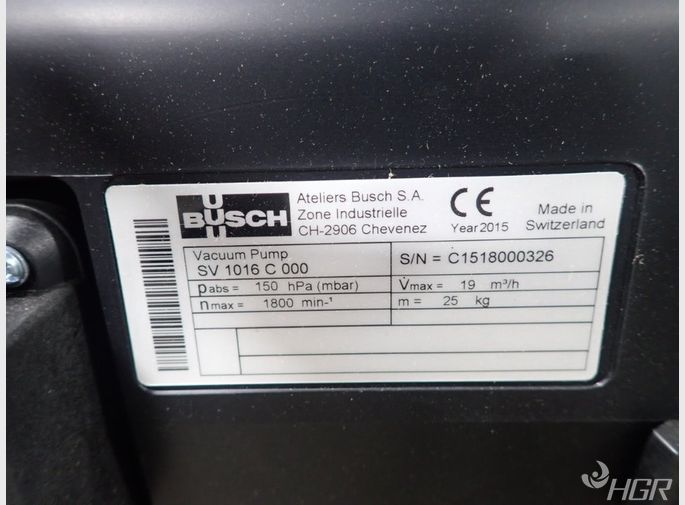 BUSCH
Ateliers Busch S.A.
Zone Industrielle
CH-2906 Chevenez
CE
Year 2015
Made in
Switzerland
Vacuum Pump
SV 1016 C 000
S/N = C1518000326
pabs = 150 hPa (mbar)
V̇max = 19 m³/h
nmax = 1800 min-¹
m = 25 kg
HGR